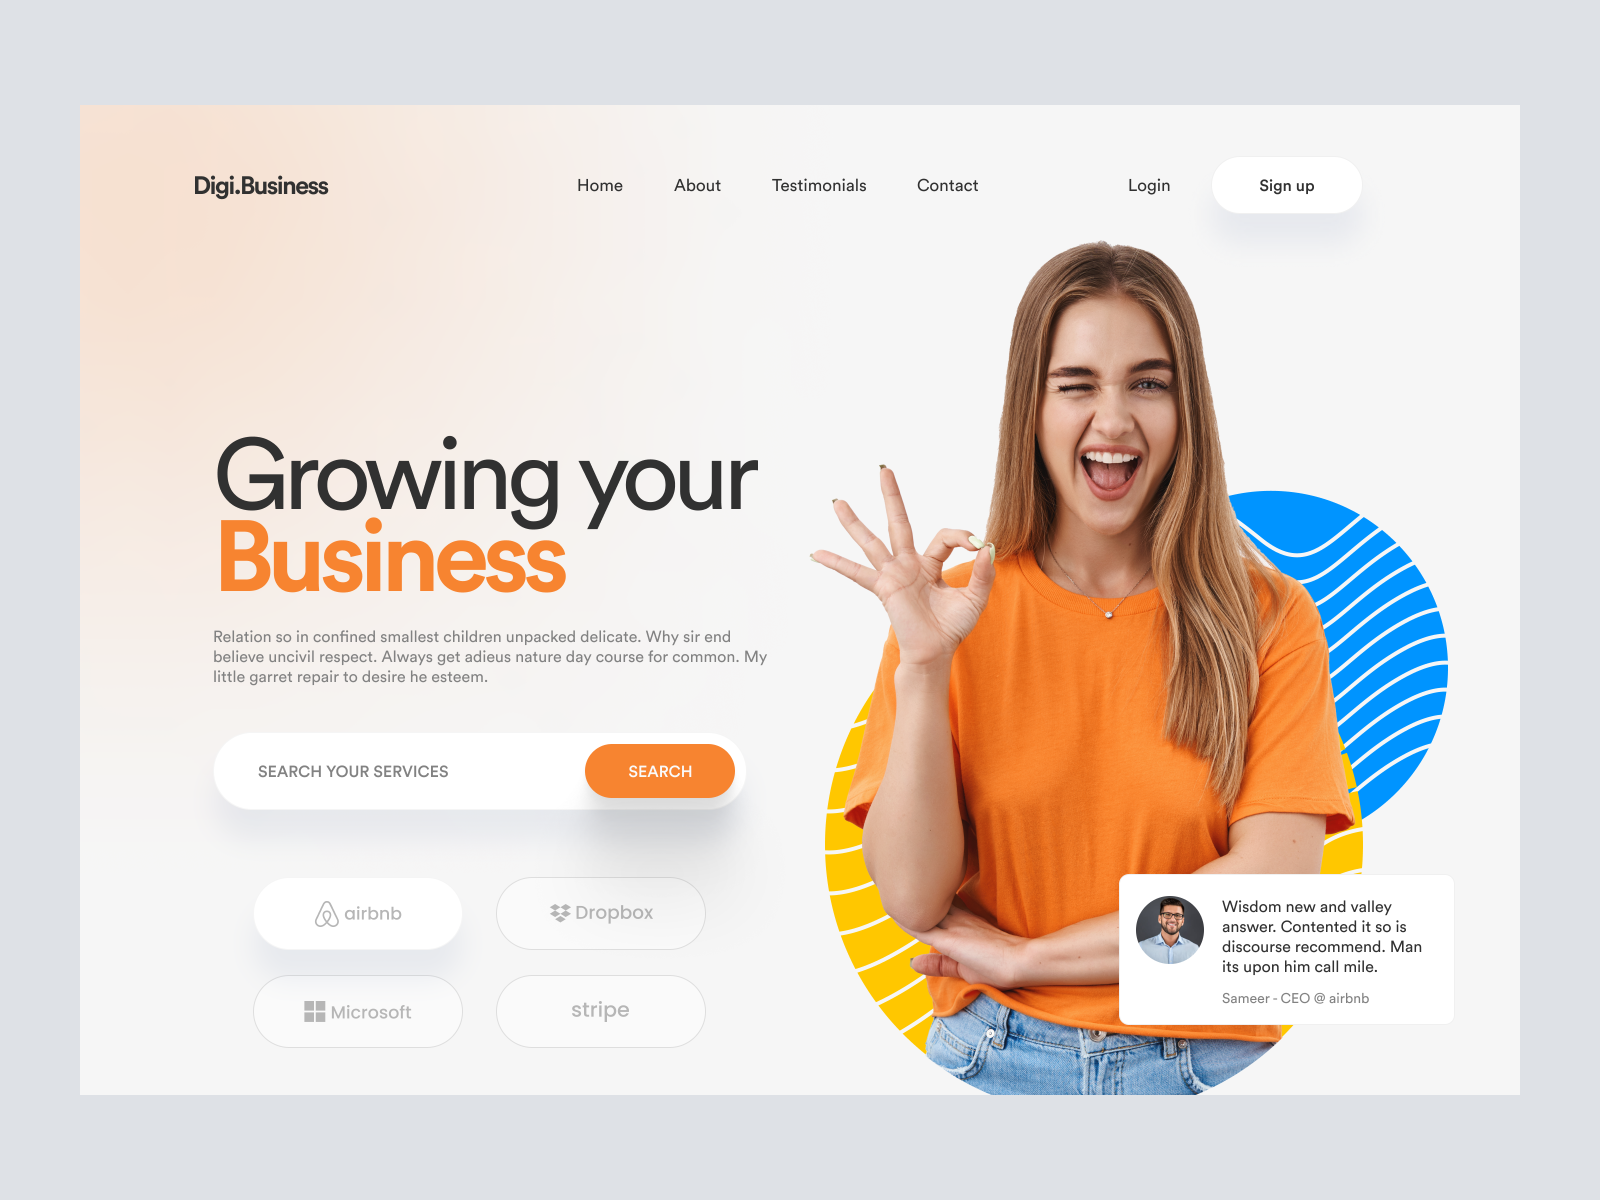 Digi.Business
Home
About
Testimonials
Contact
Login
Sign up
Growing your
Business
Relation so in confined smallest children unpacked delicate. Why sir end
believe uncivil respect. Always get adieus nature day course for common. My
little garret repair to desire he esteem.
SEARCH YOUR SERVICES
SEARCH
airbnb
Dropbox
Microsoft
stripe
Wisdom new and valley
answer. Contented it so is
discourse recommend. Man
its upon him call mile.
Sameer - CEO @ airbnb